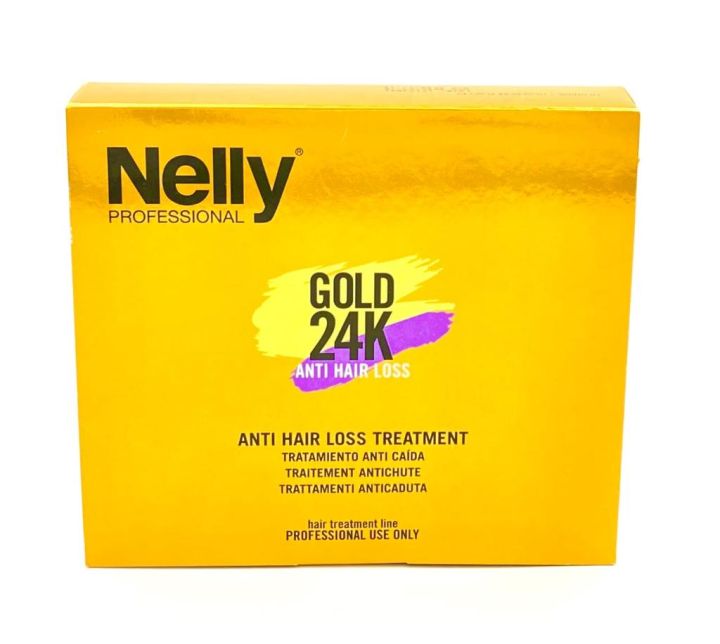 Nelly®
PROFESSIONAL
GOLD
24K
ANTI HAIR LOSS
ANTI HAIR LOSS TREATMENT
TRATAMIENTO ANTI CAÍDA
TRAITEMENT ANTICHUTE
TRATTAMENTI ANTICADUTA
hair treatment line
PROFESSIONAL USE ONLY